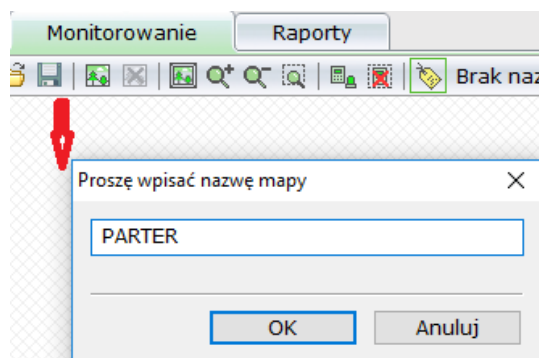 Monitorowanie Raporty
Brak naz
Proszę wpisać nazwę mapy
PARTER
OK Anuluj